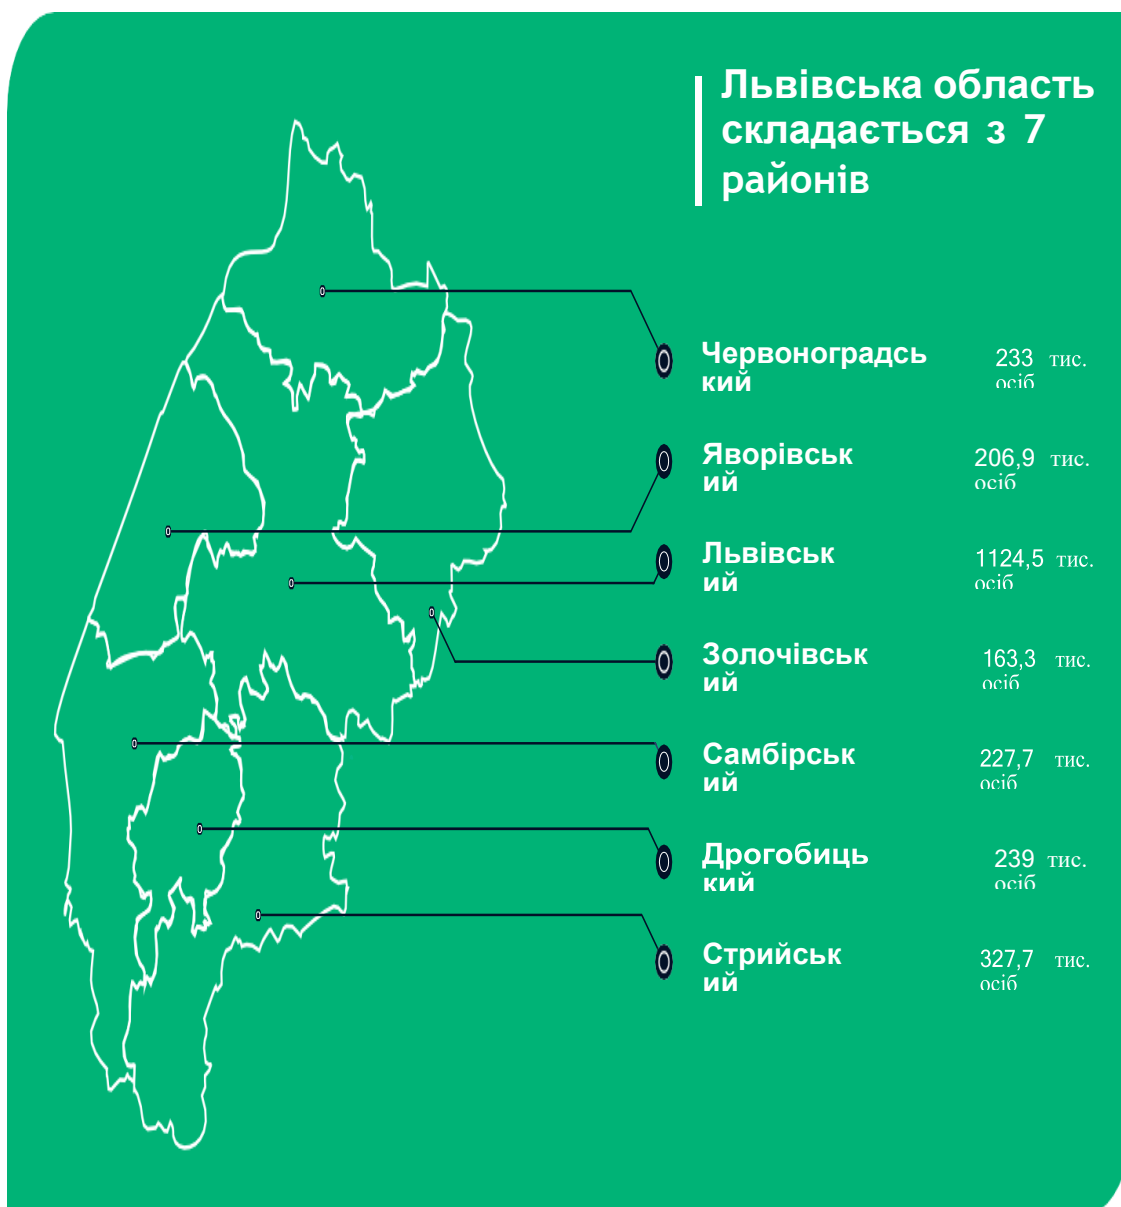 Львівська область
складається з 7
районів
Червоноградсь
кий
233 тис.
осіб
Яворівськ
ий
206,9 тис.
осіб
Львівськ
ий
1124,5 тис.
осіб
Золочівськ
ий
163,3 тис.
осіб
Самбірськ
ий
227,7 тис.
осіб
Дрогобиць
кий
239 тис.
осіб
Стрийськ
ий
327,7 тис.
осіб